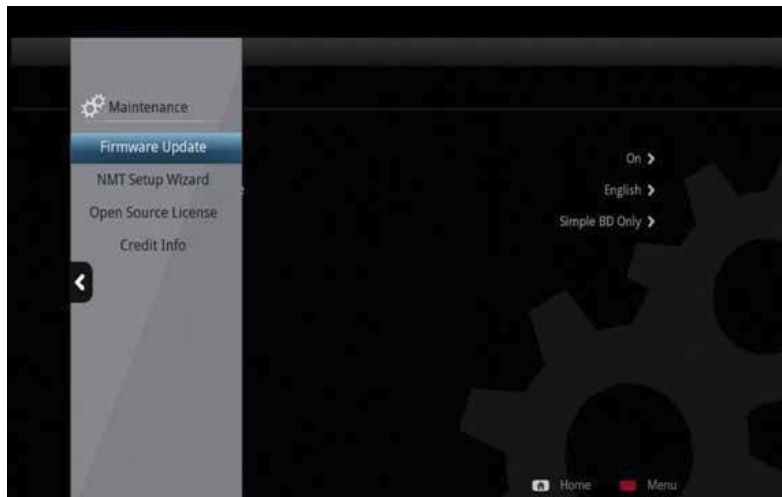 Maintenance
Firmware Update
NMT Setup Wizard
Open Source License
Credit Info
On
English
Simple BD Only
Home
Menu